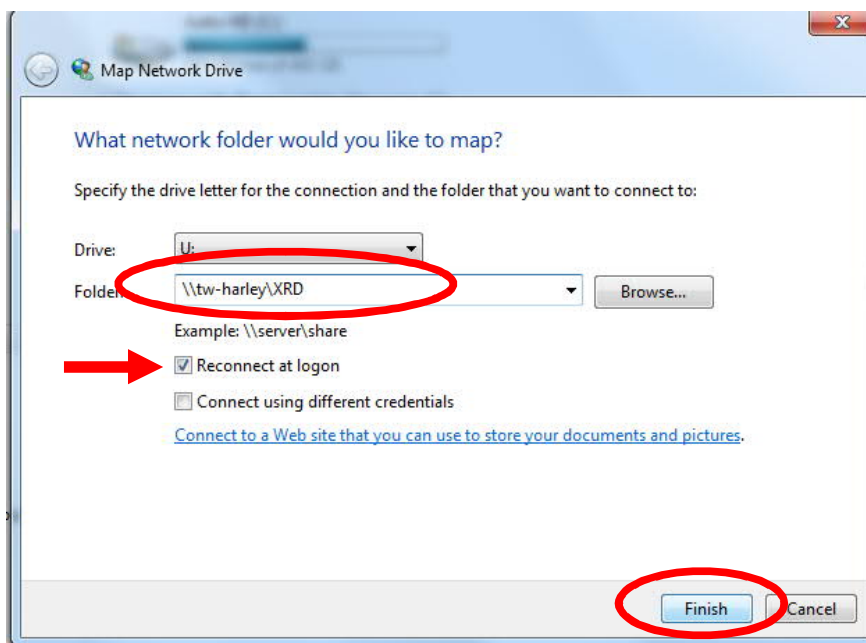 Map Network Drive
What network folder would you like to map?
Specify the drive letter for the connection and the folder that you want to connect to:
Drive: U:
Folder: \\tw-harley\XRD Browse...
Example: \\server\share
Reconnect at logon
Connect using different credentials
Connect to a Web site that you can use to store your documents and pictures.
Finish Cancel